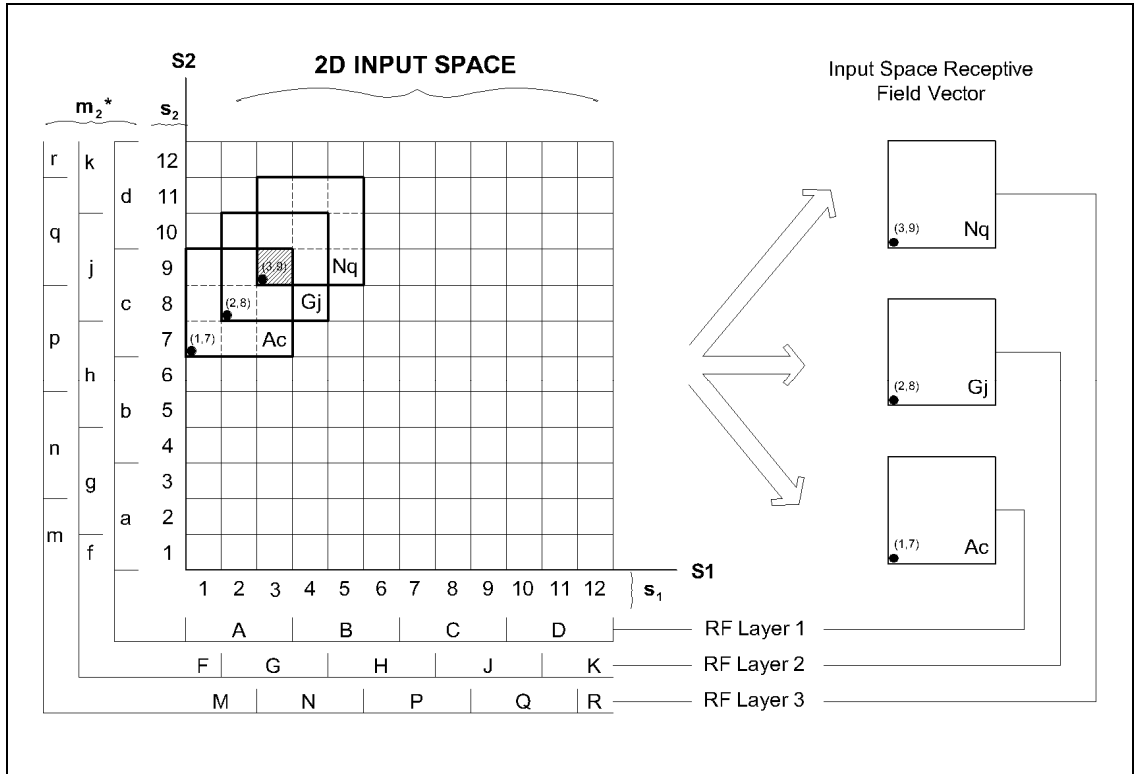 S2
2D INPUT SPACE
Input Space Receptive
Field Vector
m2*
s2
r k 12
d 11
q 10
j 9 (3,9) Nq
c 8 (2,8) Gj
p 7 (1,7) Ac
h 6
b 5
n 4
g 3
a 2
m f 1
S1
1 2 3 4 5 6 7 8 9 10 11 12 s1
A B C D RF Layer 1
F G H J K RF Layer 2
M N P Q R RF Layer 3
(3,9) Nq
(2,8) Gj
(1,7) Ac